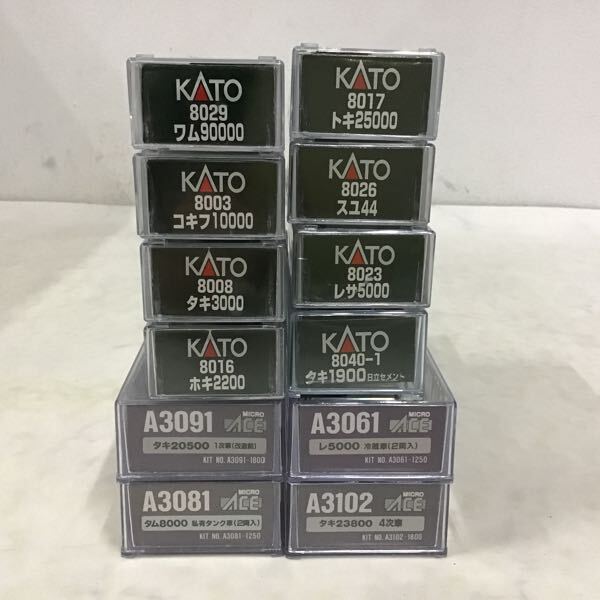 KATO
8029
ワム90000
KATO
8017
トキ25000
KATO
8003
コキフ10000
KATO
8026
スユ44
KATO
8008
タキ3000
KATO
8023
レサ5000
KATO
8016
ホキ2200
KATO
8040-1
タキ1900 日立セメント
A3091 MICRO ACE
タキ20500 1次車(改造前)
KIT NO. A3091-1800
A3061 MICRO ACE
レ5000 冷蔵車(2両入)
KIT NO. A3061-1250
A3081 MICRO ACE
タム8000 私有タンク車(2両入)
KIT NO. A3081-1250
A3102 MICRO ACE
タキ23800 4次車
KIT NO. A3102-1800